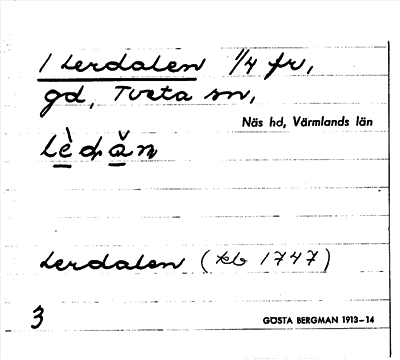 1 Lerdalen 1/4 fr,
gd, Tveta sn,
Näs hd, Värmlands län
Lèdǎn
Lerdalen (kb 1747)
3
GÖSTA BERGMAN 1913–14